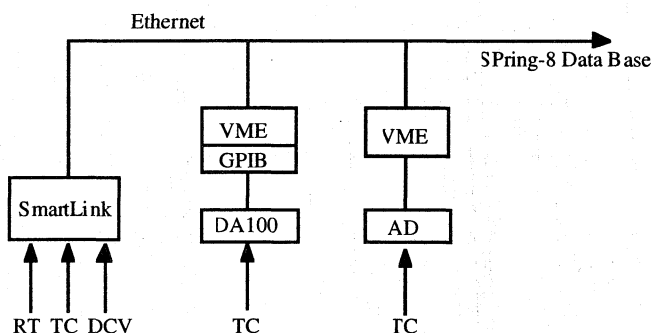 Ethernet
SPring-8 Data Base
VME
GPIB
VME
SmartLink
DA100
AD
RT TC DCV
TC
TC